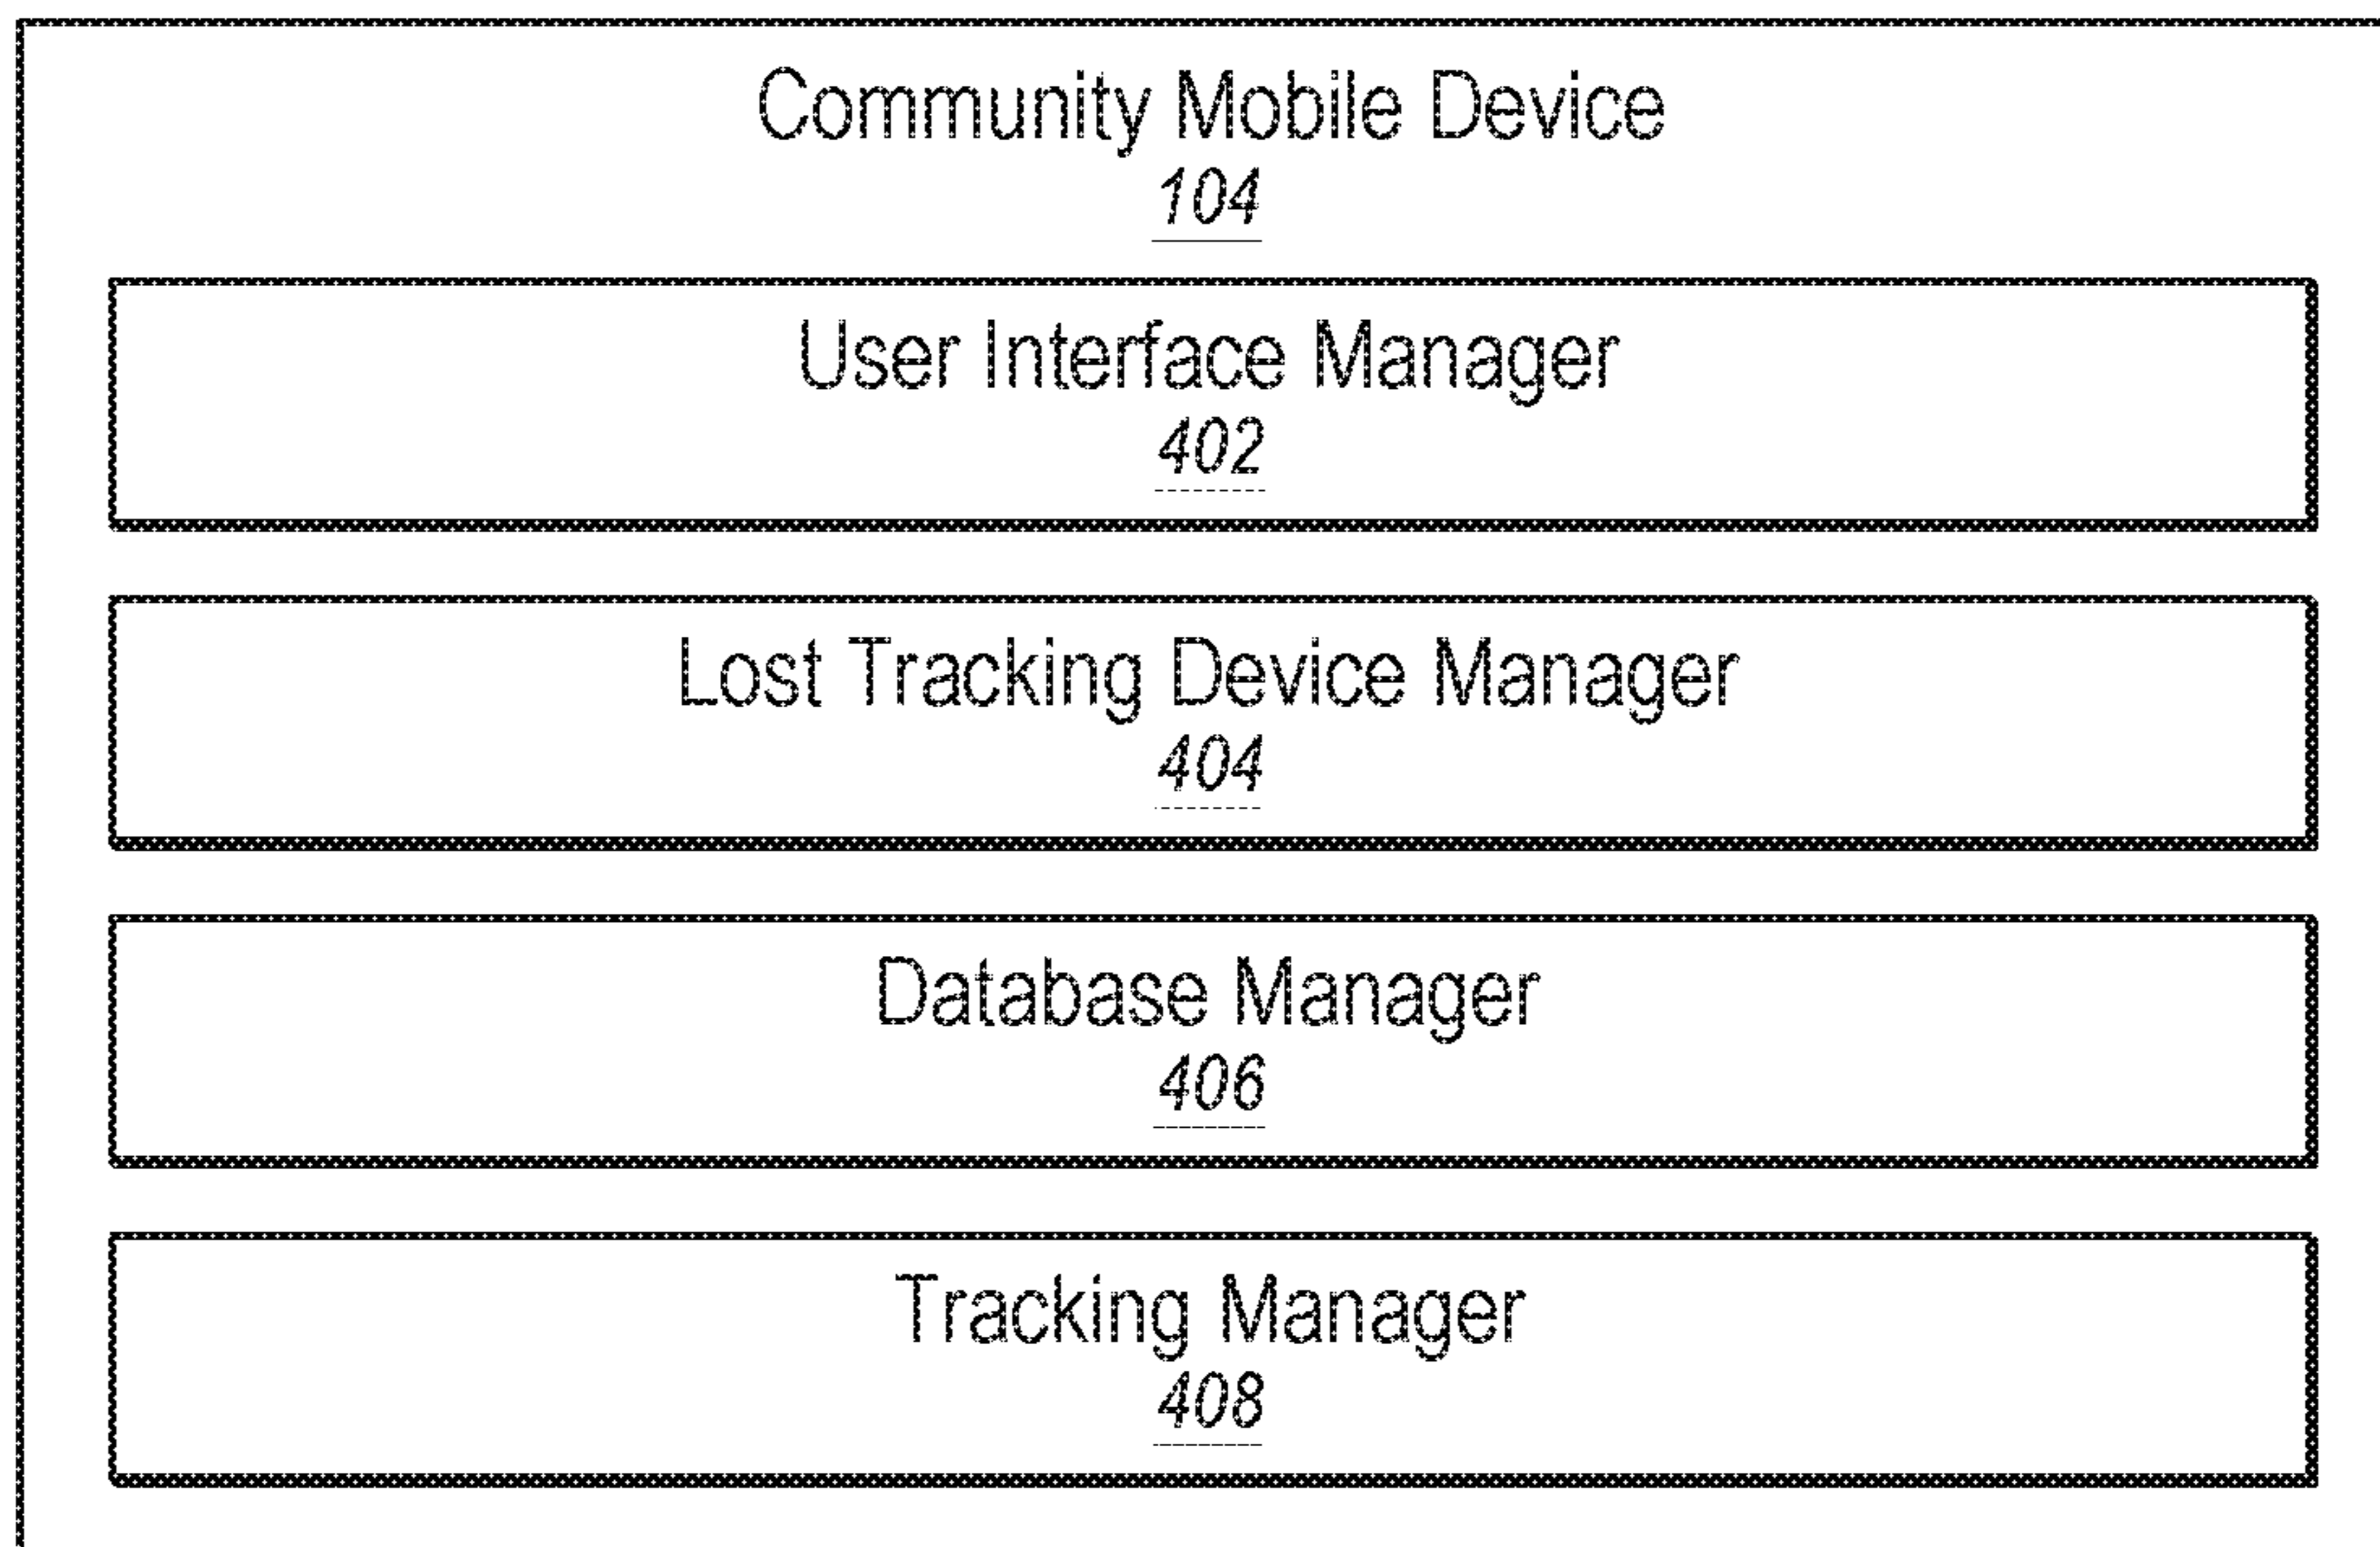 Community Mobile Device
104
User Interface Manager
402
Lost Tracking Device Manager
404
Database Manager
406
Tracking Manager
408